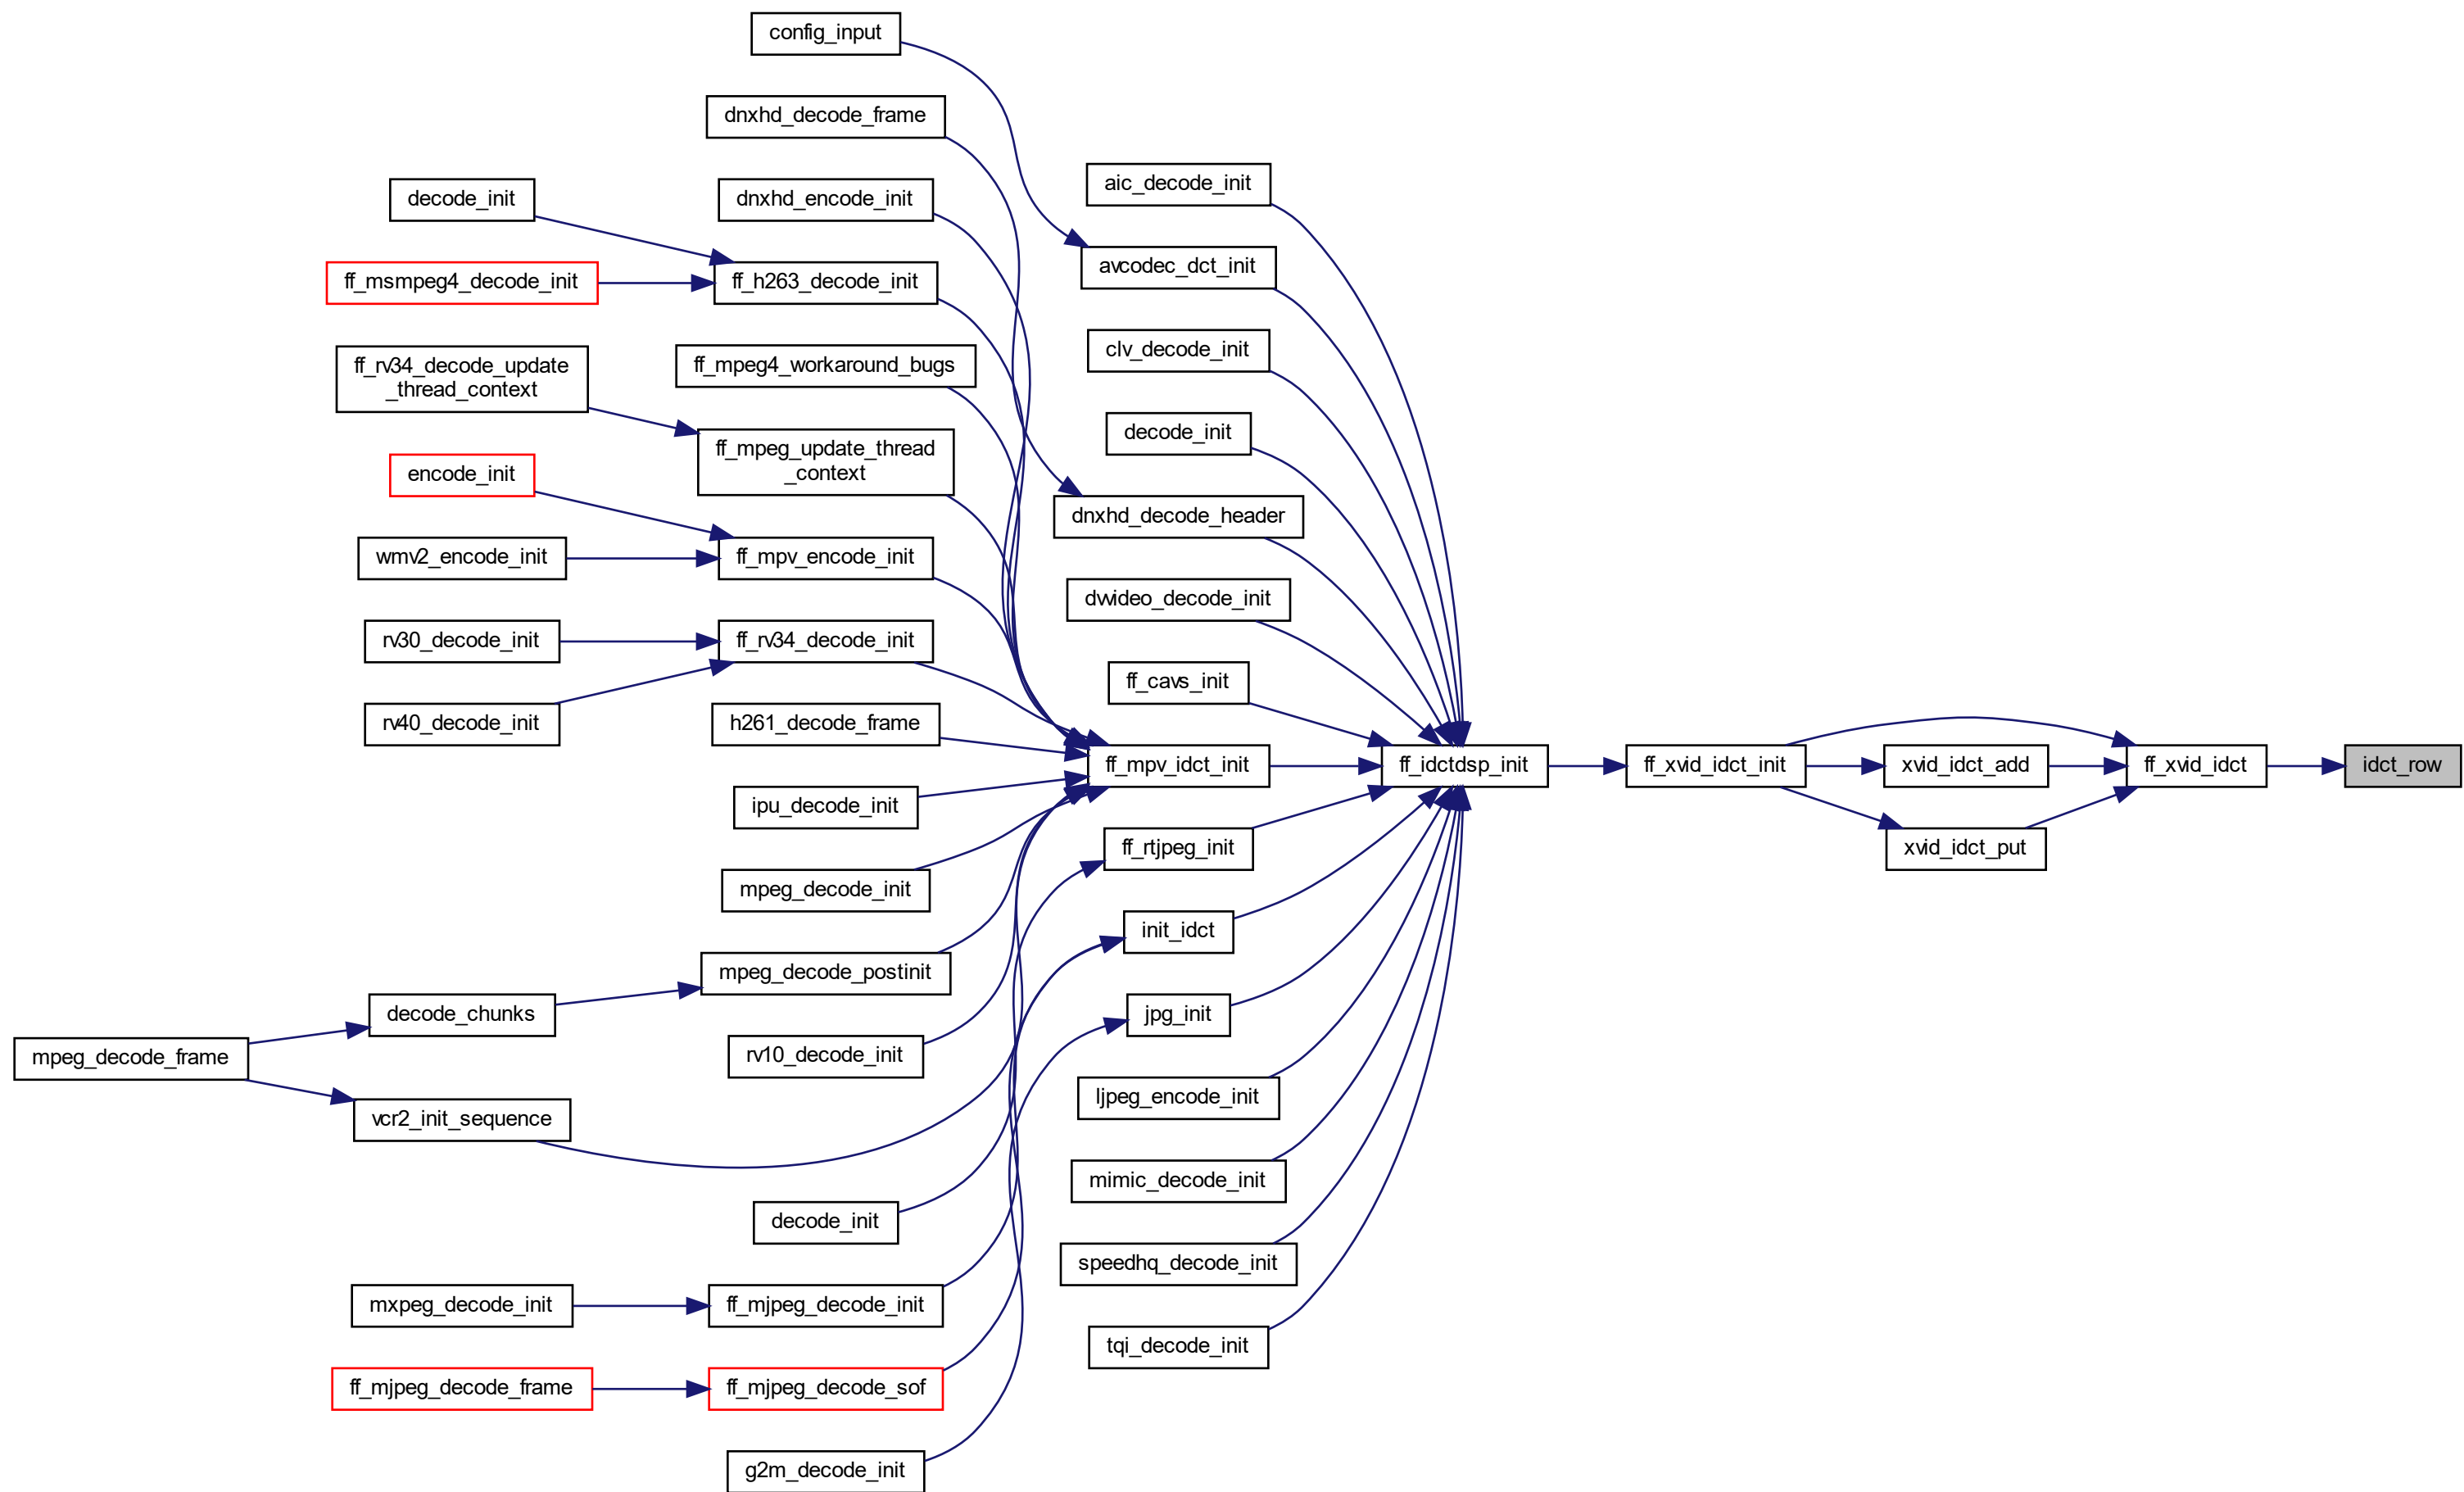 config_input
dnxhd_decode_frame
aic_decode_init
decode_init
dnxhd_encode_init
avcodec_dct_init
ff_msmpeg4_decode_init
ff_h263_decode_init
clv_decode_init
ff_rv34_decode_update
_thread_context
ff_mpeg4_workaround_bugs
decode_init
encode_init
ff_mpeg_update_thread
_context
dnxhd_decode_header
wmv2_encode_init
ff_mpv_encode_init
dvvideo_decode_init
rv30_decode_init
ff_rv34_decode_init
ff_cavs_init
rv40_decode_init
h261_decode_frame
ff_mpv_idct_init
ff_idctdsp_init
ff_xvid_idct_init
xvid_idct_add
ff_xvid_idct
idct_row
ipu_decode_init
ff_rtjpeg_init
xvid_idct_put
mpeg_decode_init
init_idct
mpeg_decode_postinit
decode_chunks
jpg_init
mpeg_decode_frame
rv10_decode_init
ljpeg_encode_init
vcr2_init_sequence
mimic_decode_init
decode_init
speedhq_decode_init
mxpeg_decode_init
ff_mjpeg_decode_init
tqi_decode_init
ff_mjpeg_decode_frame
ff_mjpeg_decode_sof
g2m_decode_init